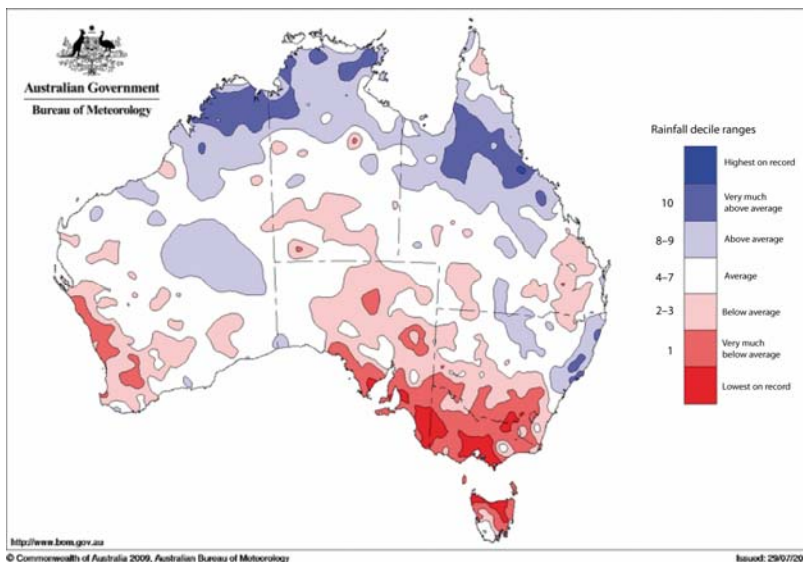 Australian Government
Bureau of Meteorology
Rainfall decile ranges
Highest on record
10
Very much
above average
8–9
Above average
4–7
Average
2–3
Below average
1
Very much
below average
Lowest on record
http://www.bom.gov.au
© Commonwealth of Australia 2009, Australian Bureau of Meteorology
Issued: 29/07/20